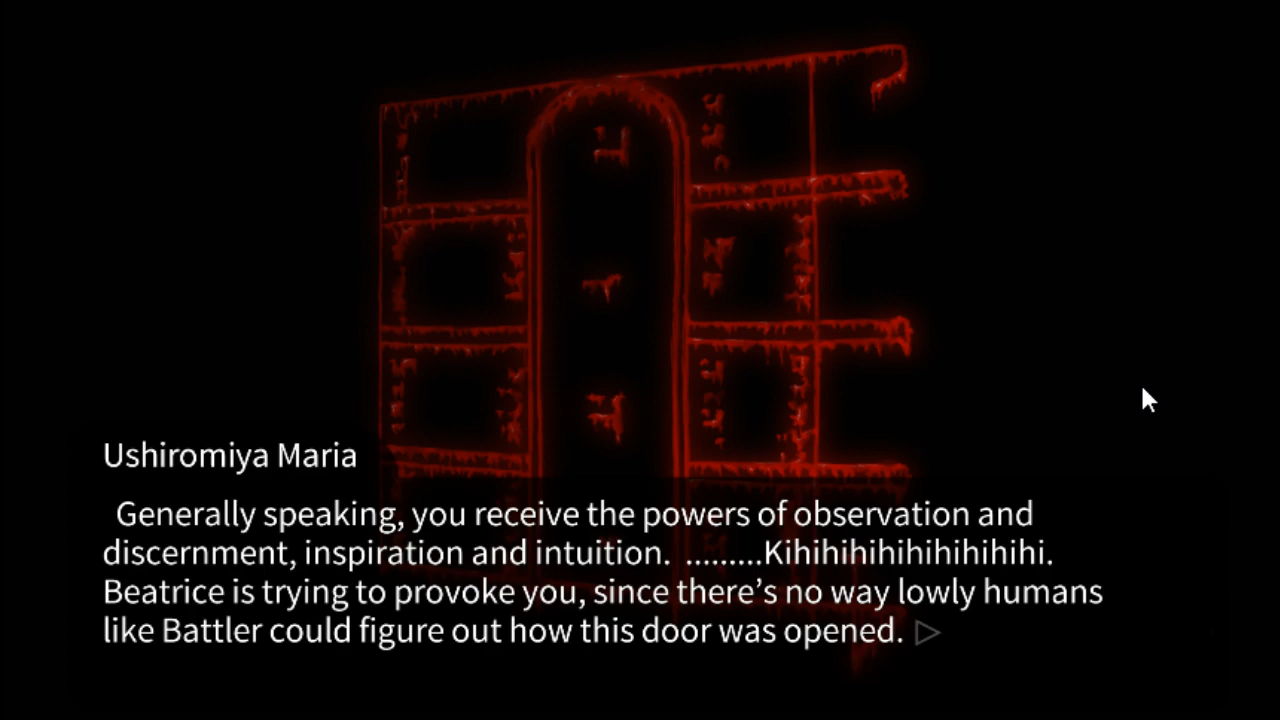 Ushiromiya Maria
Generally speaking, you receive the powers of observation and
discernment, inspiration and intuition.  .........Kihihihihihihihihihi.
Beatrice is trying to provoke you, since there’s no way lowly humans
like Battler could figure out how this door was opened.